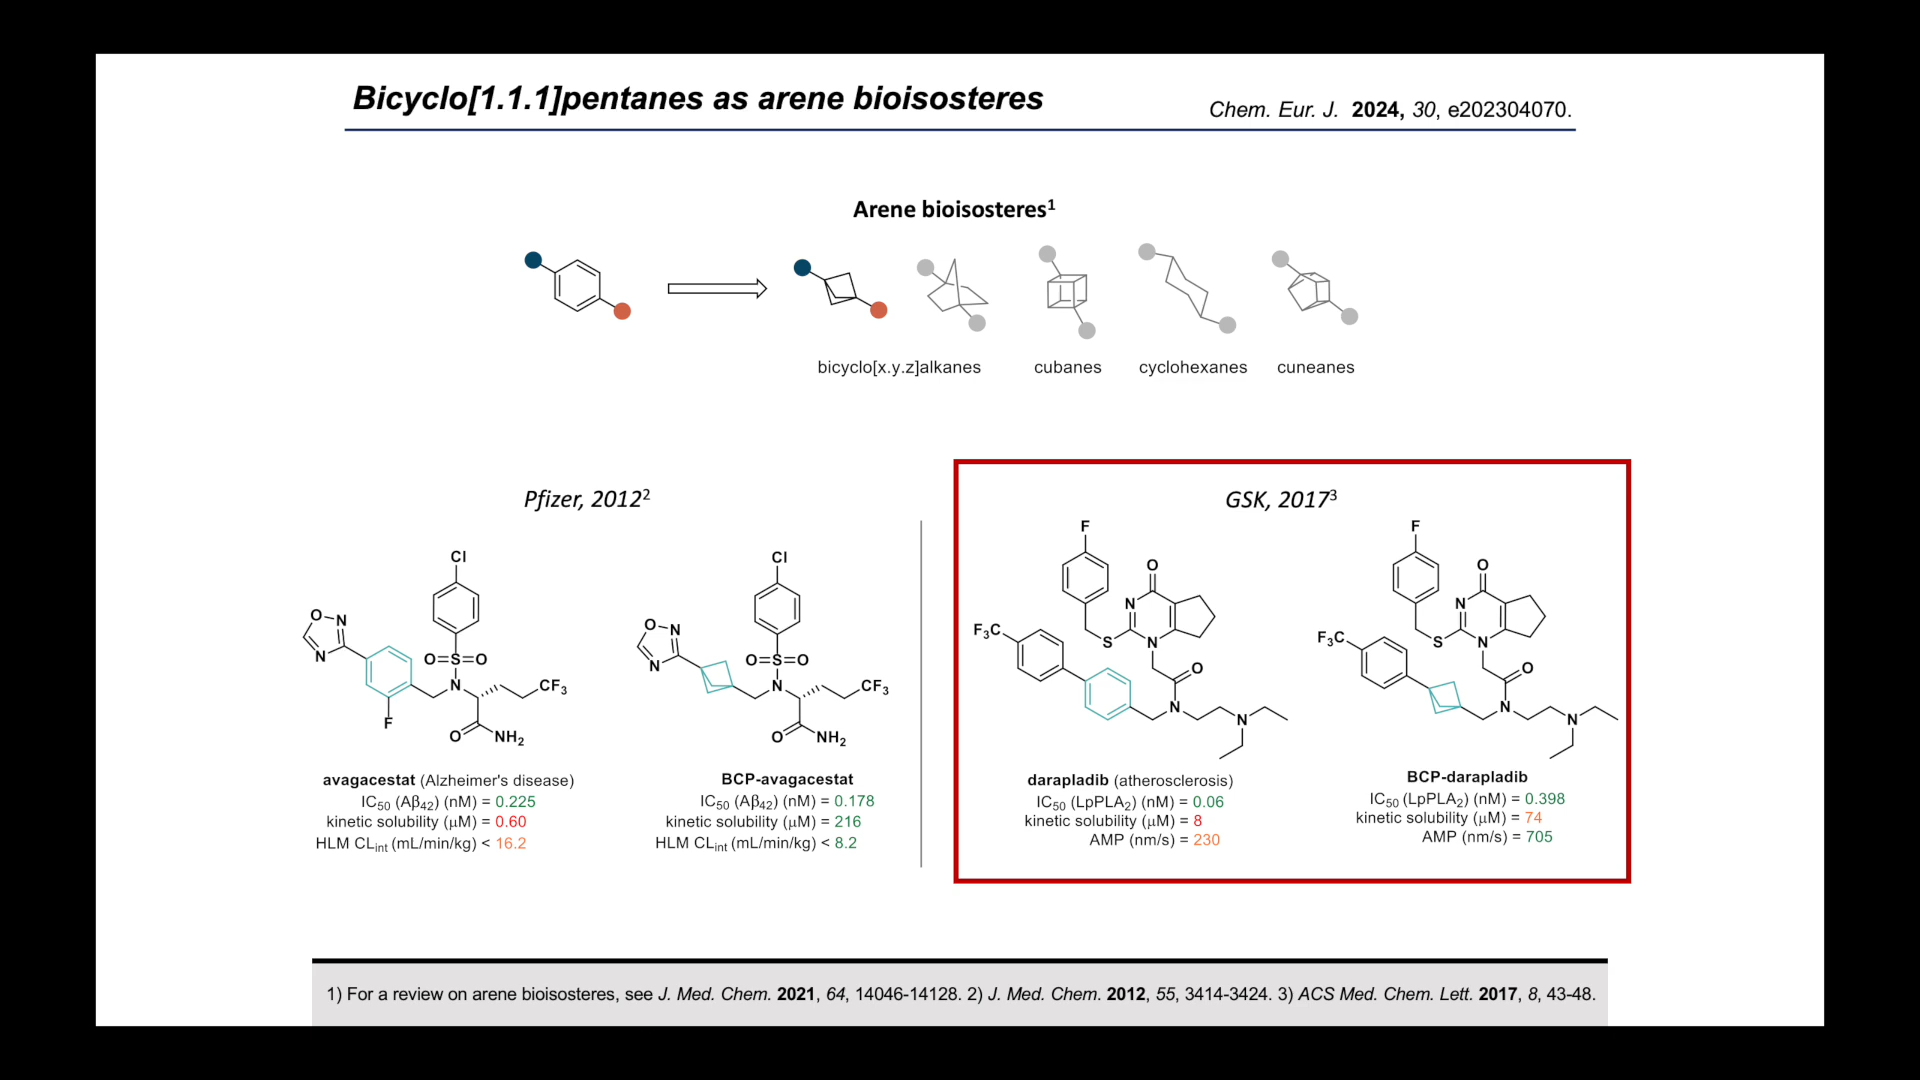 Bicyclo[1.1.1]pentanes as arene bioisosteres
Chem. Eur. J. 2024, 30, e202304070.
Arene bioisosteres¹
bicyclo[x.y.z]alkanes
cubanes
cyclohexanes
cuneanes
Pfizer, 2012²
Cl
O
N
N
O=S=O
N
CF₃
F
O
NH₂
avagacestat (Alzheimer's disease)
IC₅₀ (Aβ₄₂) (nM) = 0.225
kinetic solubility (μM) = 0.60
HLM CLint (mL/min/kg) < 16.2
Cl
O
N
N
O=S=O
N
CF₃
O
NH₂
BCP-avagacestat
IC₅₀ (Aβ₄₂) (nM) = 0.178
kinetic solubility (μM) = 216
HLM CLint (mL/min/kg) < 8.2
GSK, 2017³
F
O
N
F₃C
S
N
O
N
N
darapladib (atherosclerosis)
IC₅₀ (LpPLA₂) (nM) = 0.06
kinetic solubility (μM) = 8
AMP (nm/s) = 230
F
O
N
F₃C
S
N
O
N
N
BCP-darapladib
IC₅₀ (LpPLA₂) (nM) = 0.398
kinetic solubility (μM) = 74
AMP (nm/s) = 705
1) For a review on arene bioisosteres, see J. Med. Chem. 2021, 64, 14046-14128. 2) J. Med. Chem. 2012, 55, 3414-3424. 3) ACS Med. Chem. Lett. 2017, 8, 43-48.